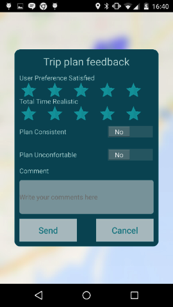 16:40
Trip plan feedback
User Preference Satisfied
Total Time Realistic
Plan Consistent No
Plan Unconfortable No
Comment
Write your comments here
Send Cancel